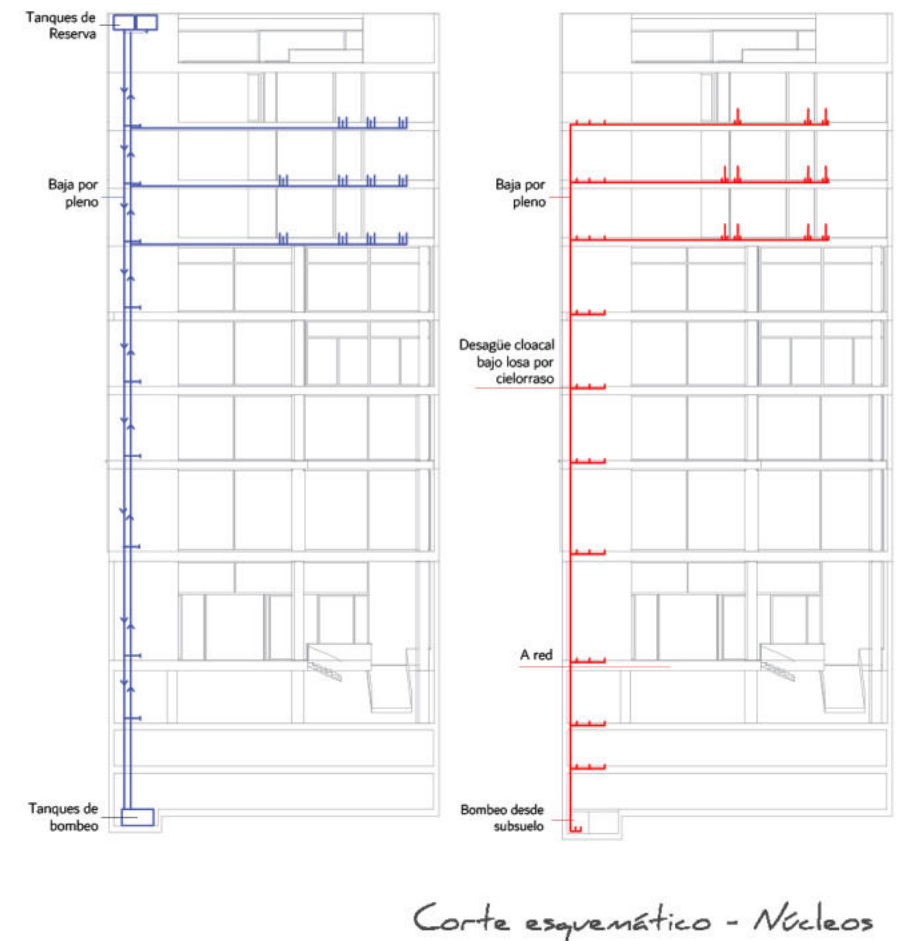 Tanques de
Reserva
Baja por
pleno
Tanques de
bombeo
Baja por
pleno
Desagüe cloacal
bajo losa por
cielorraso
A red
Bombeo desde
subsuelo
Corte esquemático - Núcleos